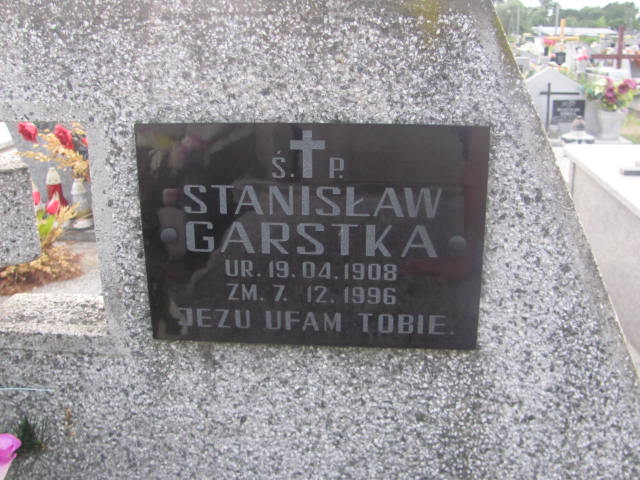 Ś. P.
STANISŁAW
GARSTKA
UR. 19.04.1908
ZM. 7. 12. 1996
JEZU UFAM TOBIE.